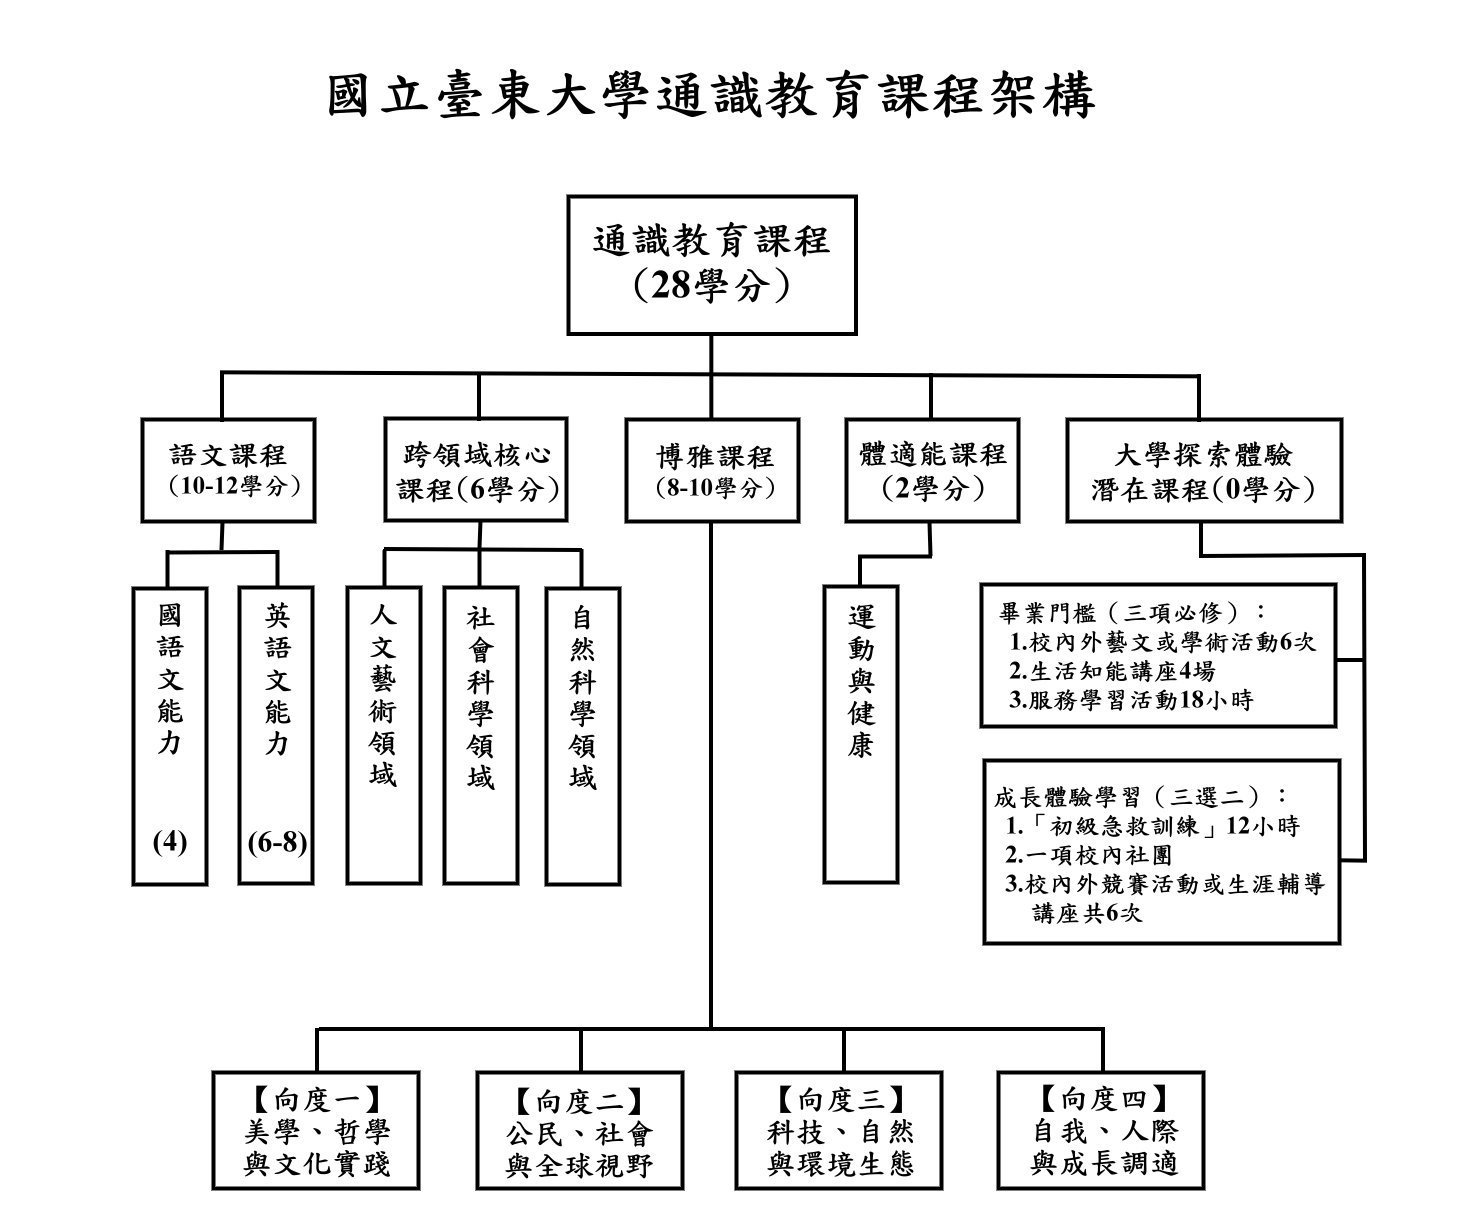 國立臺東大學通識教育課程架構
通識教育課程
(28學分)
語文課程
(10-12學分)
跨領域核心
課程(6學分)
博雅課程
(8-10學分)
體適能課程
(2學分)
大學探索體驗
潛在課程(0學分)
國語文能力
(4)
英語文能力
(6-8)
人文藝術領域
社會科學領域
自然科學領域
運動與健康
畢業門檻（三項必修）：
1.校內外藝文或學術活動6次
2.生活知能講座4場
3.服務學習活動18小時
成長體驗學習（三選二）：
1.「初級急救訓練」12小時
2.一項校內社團
3.校內外競賽活動或生涯輔導
講座共6次
【向度一】
美學、哲學
與文化實踐
【向度二】
公民、社會
與全球視野
【向度三】
科技、自然
與環境生態
【向度四】
自我、人際
與成長調適